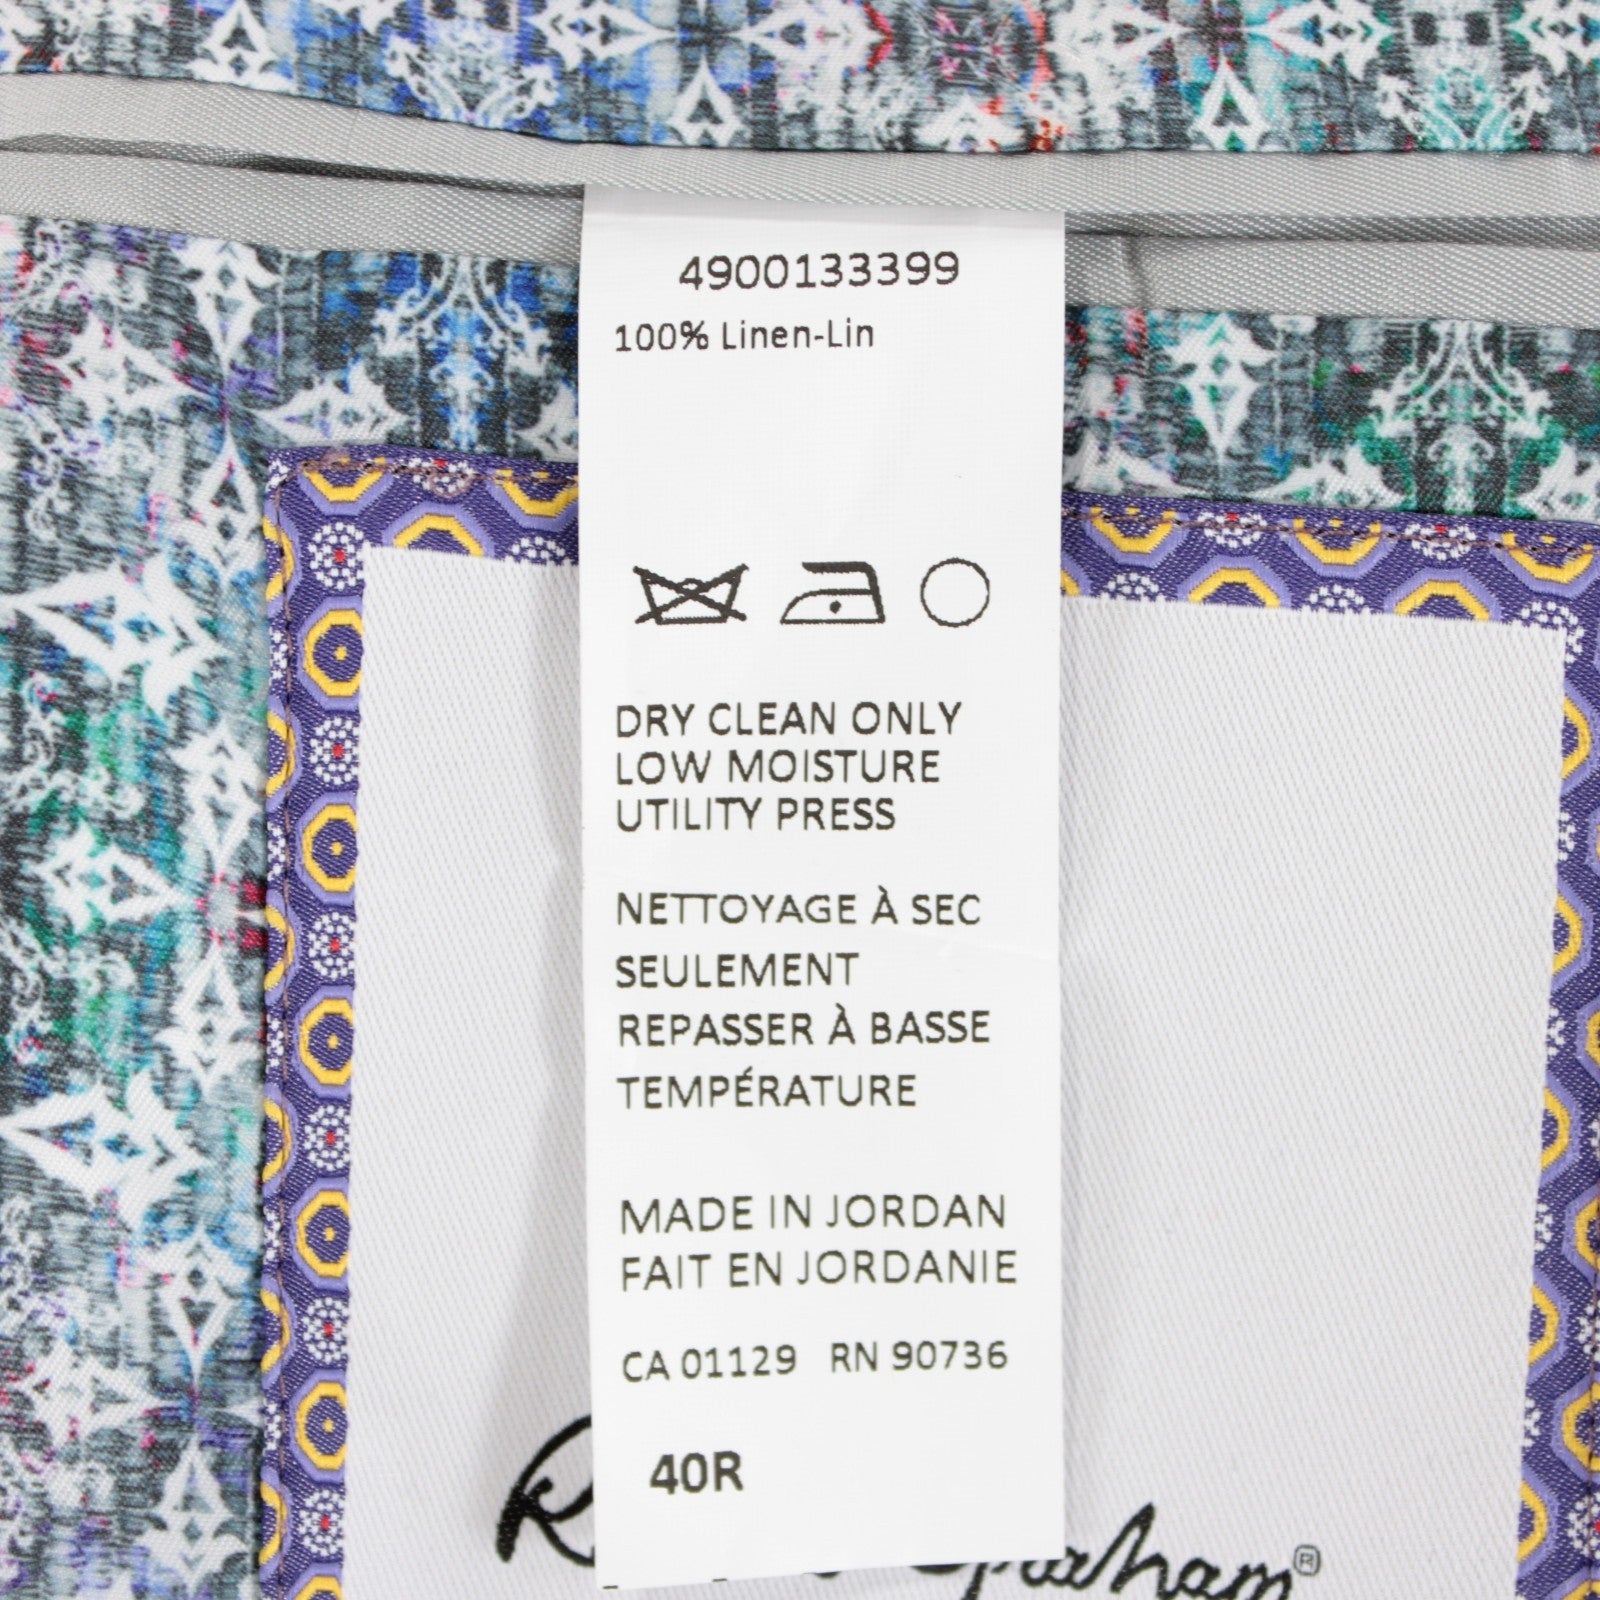 4900133399
100% Linen-Lin
DRY CLEAN ONLY
LOW MOISTURE
UTILITY PRESS
NETTOYAGE À SEC
SEULEMENT
REPASSER À BASSE
TEMPÉRATURE
MADE IN JORDAN
FAIT EN JORDANIE
CA 01129 RN 90736
40R
Graham®